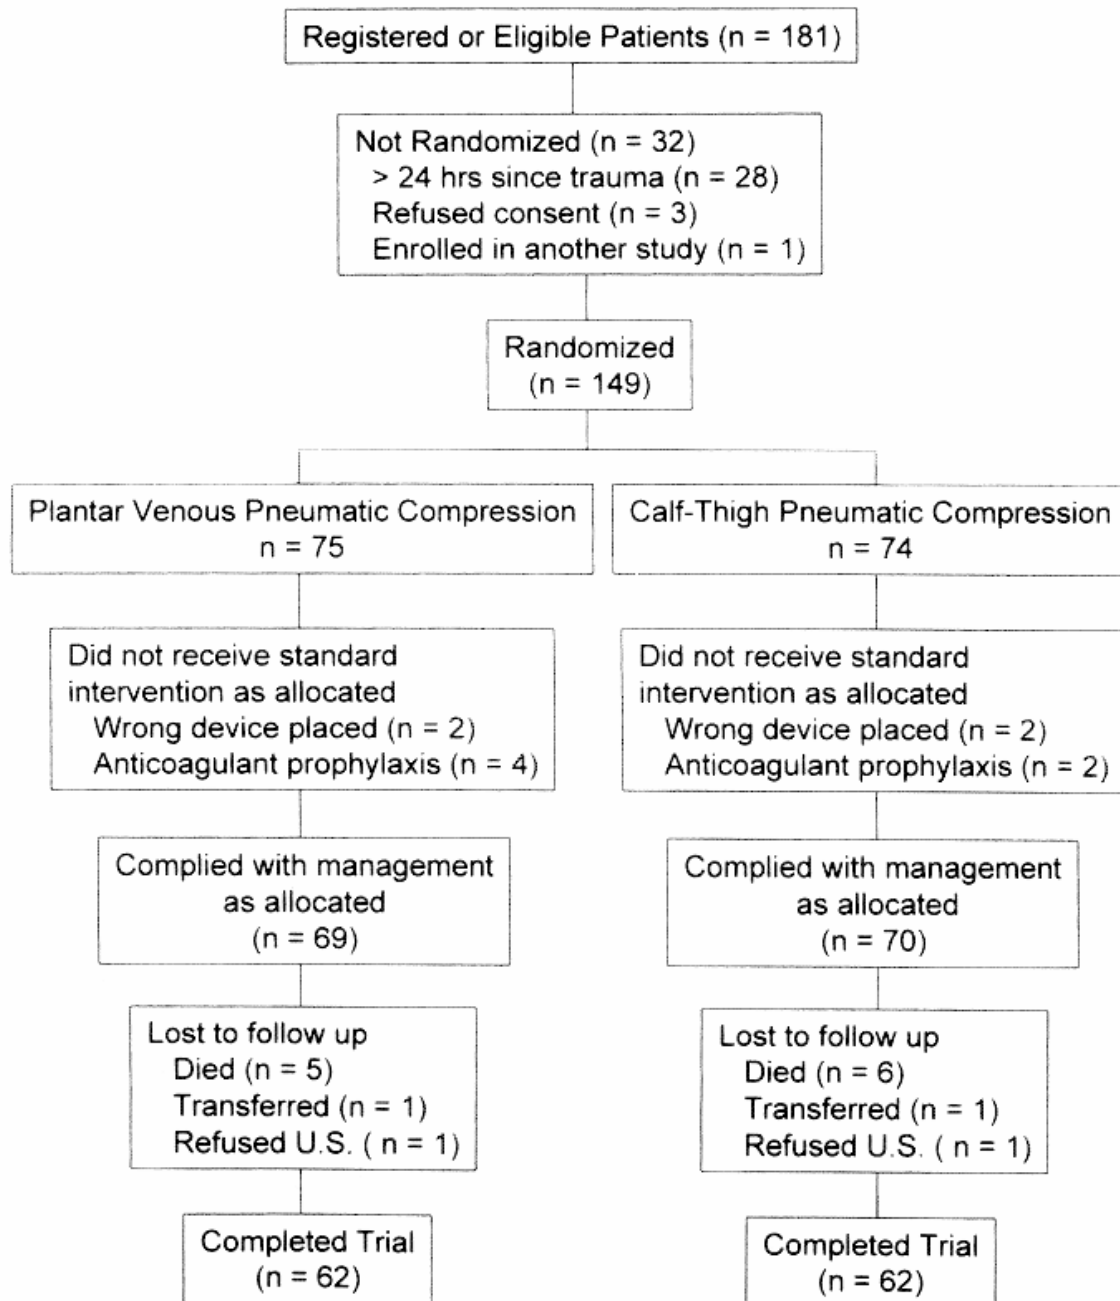 Registered or Eligible Patients (n = 181)
Not Randomized (n = 32)
> 24 hrs since trauma (n = 28)
Refused consent (n = 3)
Enrolled in another study (n = 1)
Randomized
(n = 149)
Plantar Venous Pneumatic Compression
n = 75
Calf-Thigh Pneumatic Compression
n = 74
Did not receive standard
intervention as allocated
Wrong device placed (n = 2)
Anticoagulant prophylaxis (n = 4)
Did not receive standard
intervention as allocated
Wrong device placed (n = 2)
Anticoagulant prophylaxis (n = 2)
Complied with management
as allocated
(n = 69)
Complied with management
as allocated
(n = 70)
Lost to follow up
Died (n = 5)
Transferred (n = 1)
Refused U.S. ( n = 1)
Lost to follow up
Died (n = 6)
Transferred (n = 1)
Refused U.S. ( n = 1)
Completed Trial
(n = 62)
Completed Trial
(n = 62)